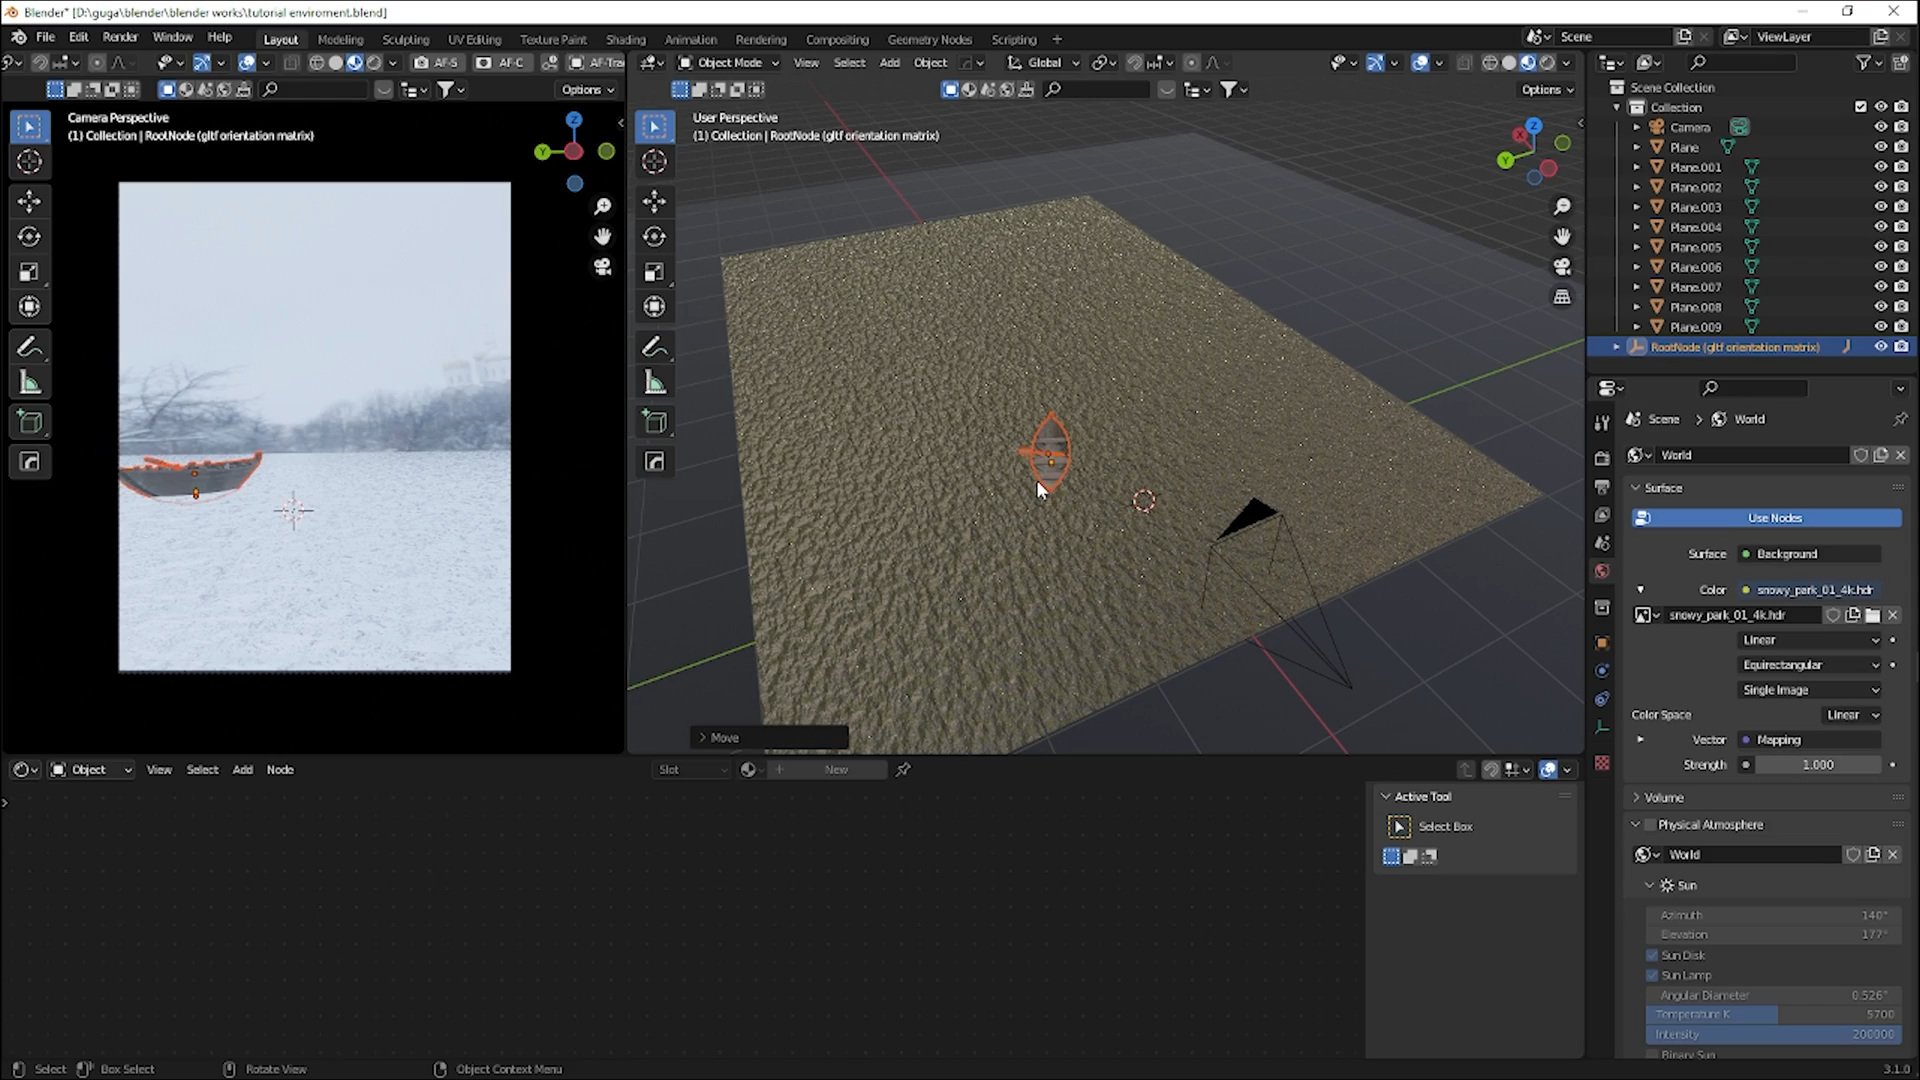 Blender* [D:\guga\blender\blender works\tutorial enviroment.blend]
File Edit Render Window Help Layout Modeling Sculpting UV Editing Texture Paint Shading Animation Rendering Compositing Geometry Nodes Scripting + Scene ViewLayer
AF-S AF-C AF-Tra Object Mode View Select Add Object Global
Options Options
Camera Perspective
(1) Collection | RootNode (gltf orientation matrix)
User Perspective
(1) Collection | RootNode (gltf orientation matrix)
Z
Y
Z
X
Y
> Move
Scene Collection
Collection
Camera
Plane
Plane.001
Plane.002
Plane.003
Plane.004
Plane.005
Plane.006
Plane.007
Plane.008
Plane.009
RootNode (gltf orientation matrix)
Scene > World
World
Surface
Use Nodes
Surface Background
Color snowy_park_01_4k.hdr
snowy_park_01_4k.hdr
Linear
Equirectangular
Single Image
Color Space Linear
Vector Mapping
Strength 1.000
Volume
Physical Atmosphere
World
Sun
Azimuth 140°
Elevation 177°
Sun Disk
Sun Lamp
Angular Diameter 0.526°
Temperature K 5700
Intensity 200000
Binary Sun
Object View Select Add Node Slot New
Active Tool
Select Box
Select Box Select Rotate View Object Context Menu 3.1.0